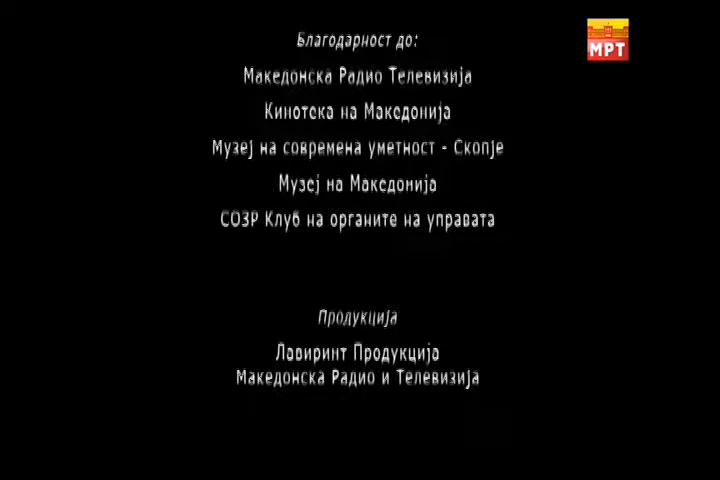 Благодарност до:
МРТ
Македонска Радио Телевизија
Кинотека на Македонија
Музеј на современа уметност - Скопје
Музеј на Македонија
СОЗР Клуб на органите на управата
Продукција
Лавиринт Продукција
Македонска Радио и Телевизија